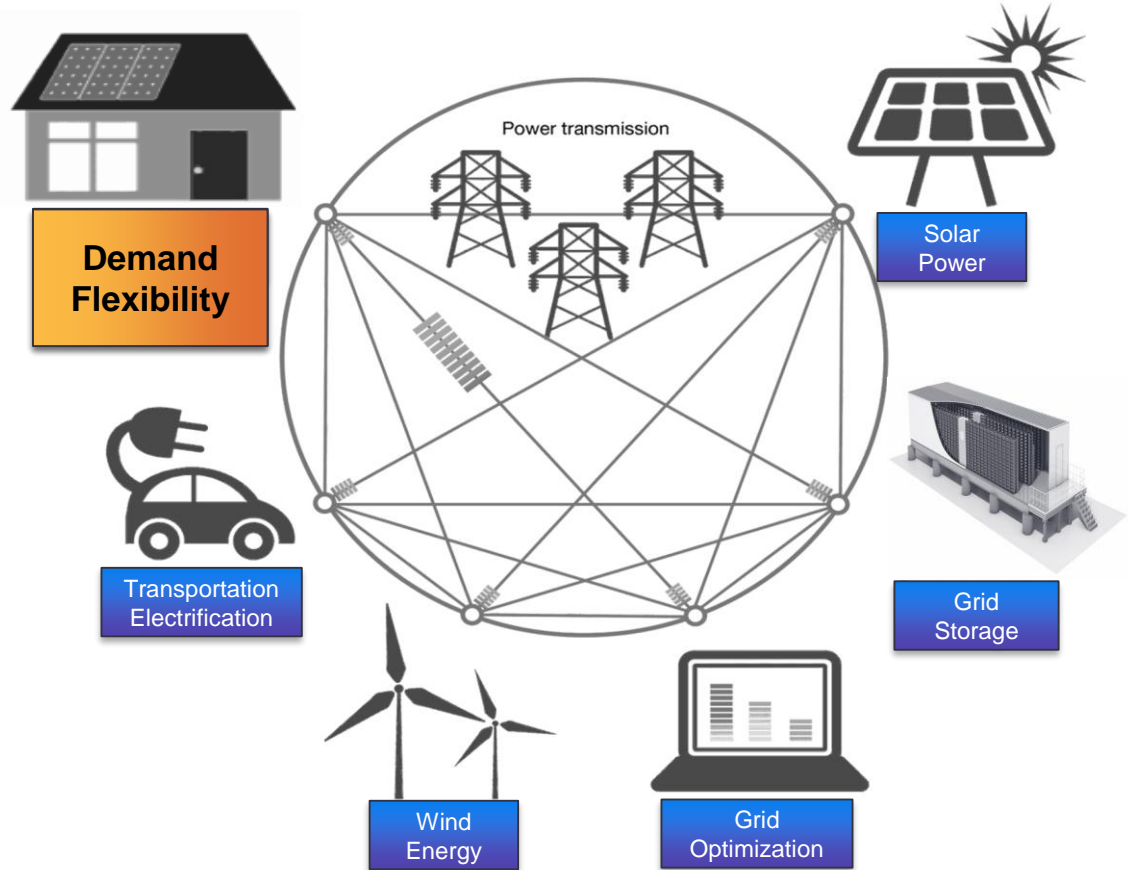 Power transmission
Demand
Flexibility
Solar
Power
Transportation
Electrification
Grid
Storage
Wind
Energy
Grid
Optimization